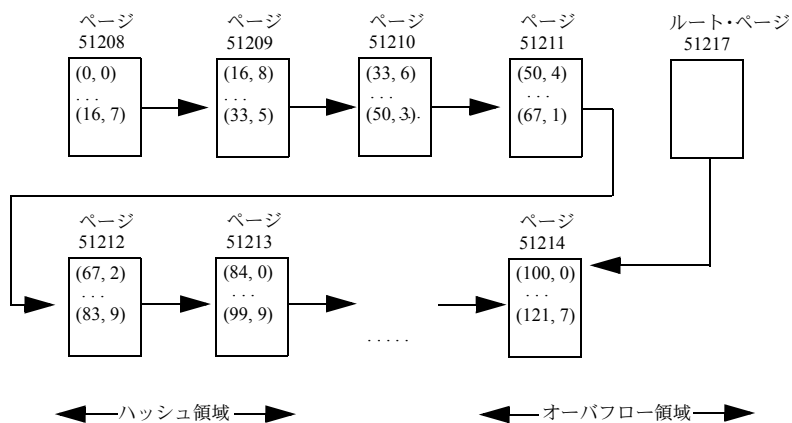 ページ
51208
ページ
51209
ページ
51210
ページ
51211
ルート・ページ
51217
(0, 0)
. . .
(16, 7)
(16, 8)
. . .
(33, 5)
(33, 6)
. . .
(50, 3).
(50, 4)
. . .
(67, 1)
ページ
51212
ページ
51213
ページ
51214
(67, 2)
. . .
(83, 9)
(84, 0)
. . .
(99, 9)
. . . . .
(100, 0)
. . .
(121, 7)
ハッシュ領域
オーバフロー領域